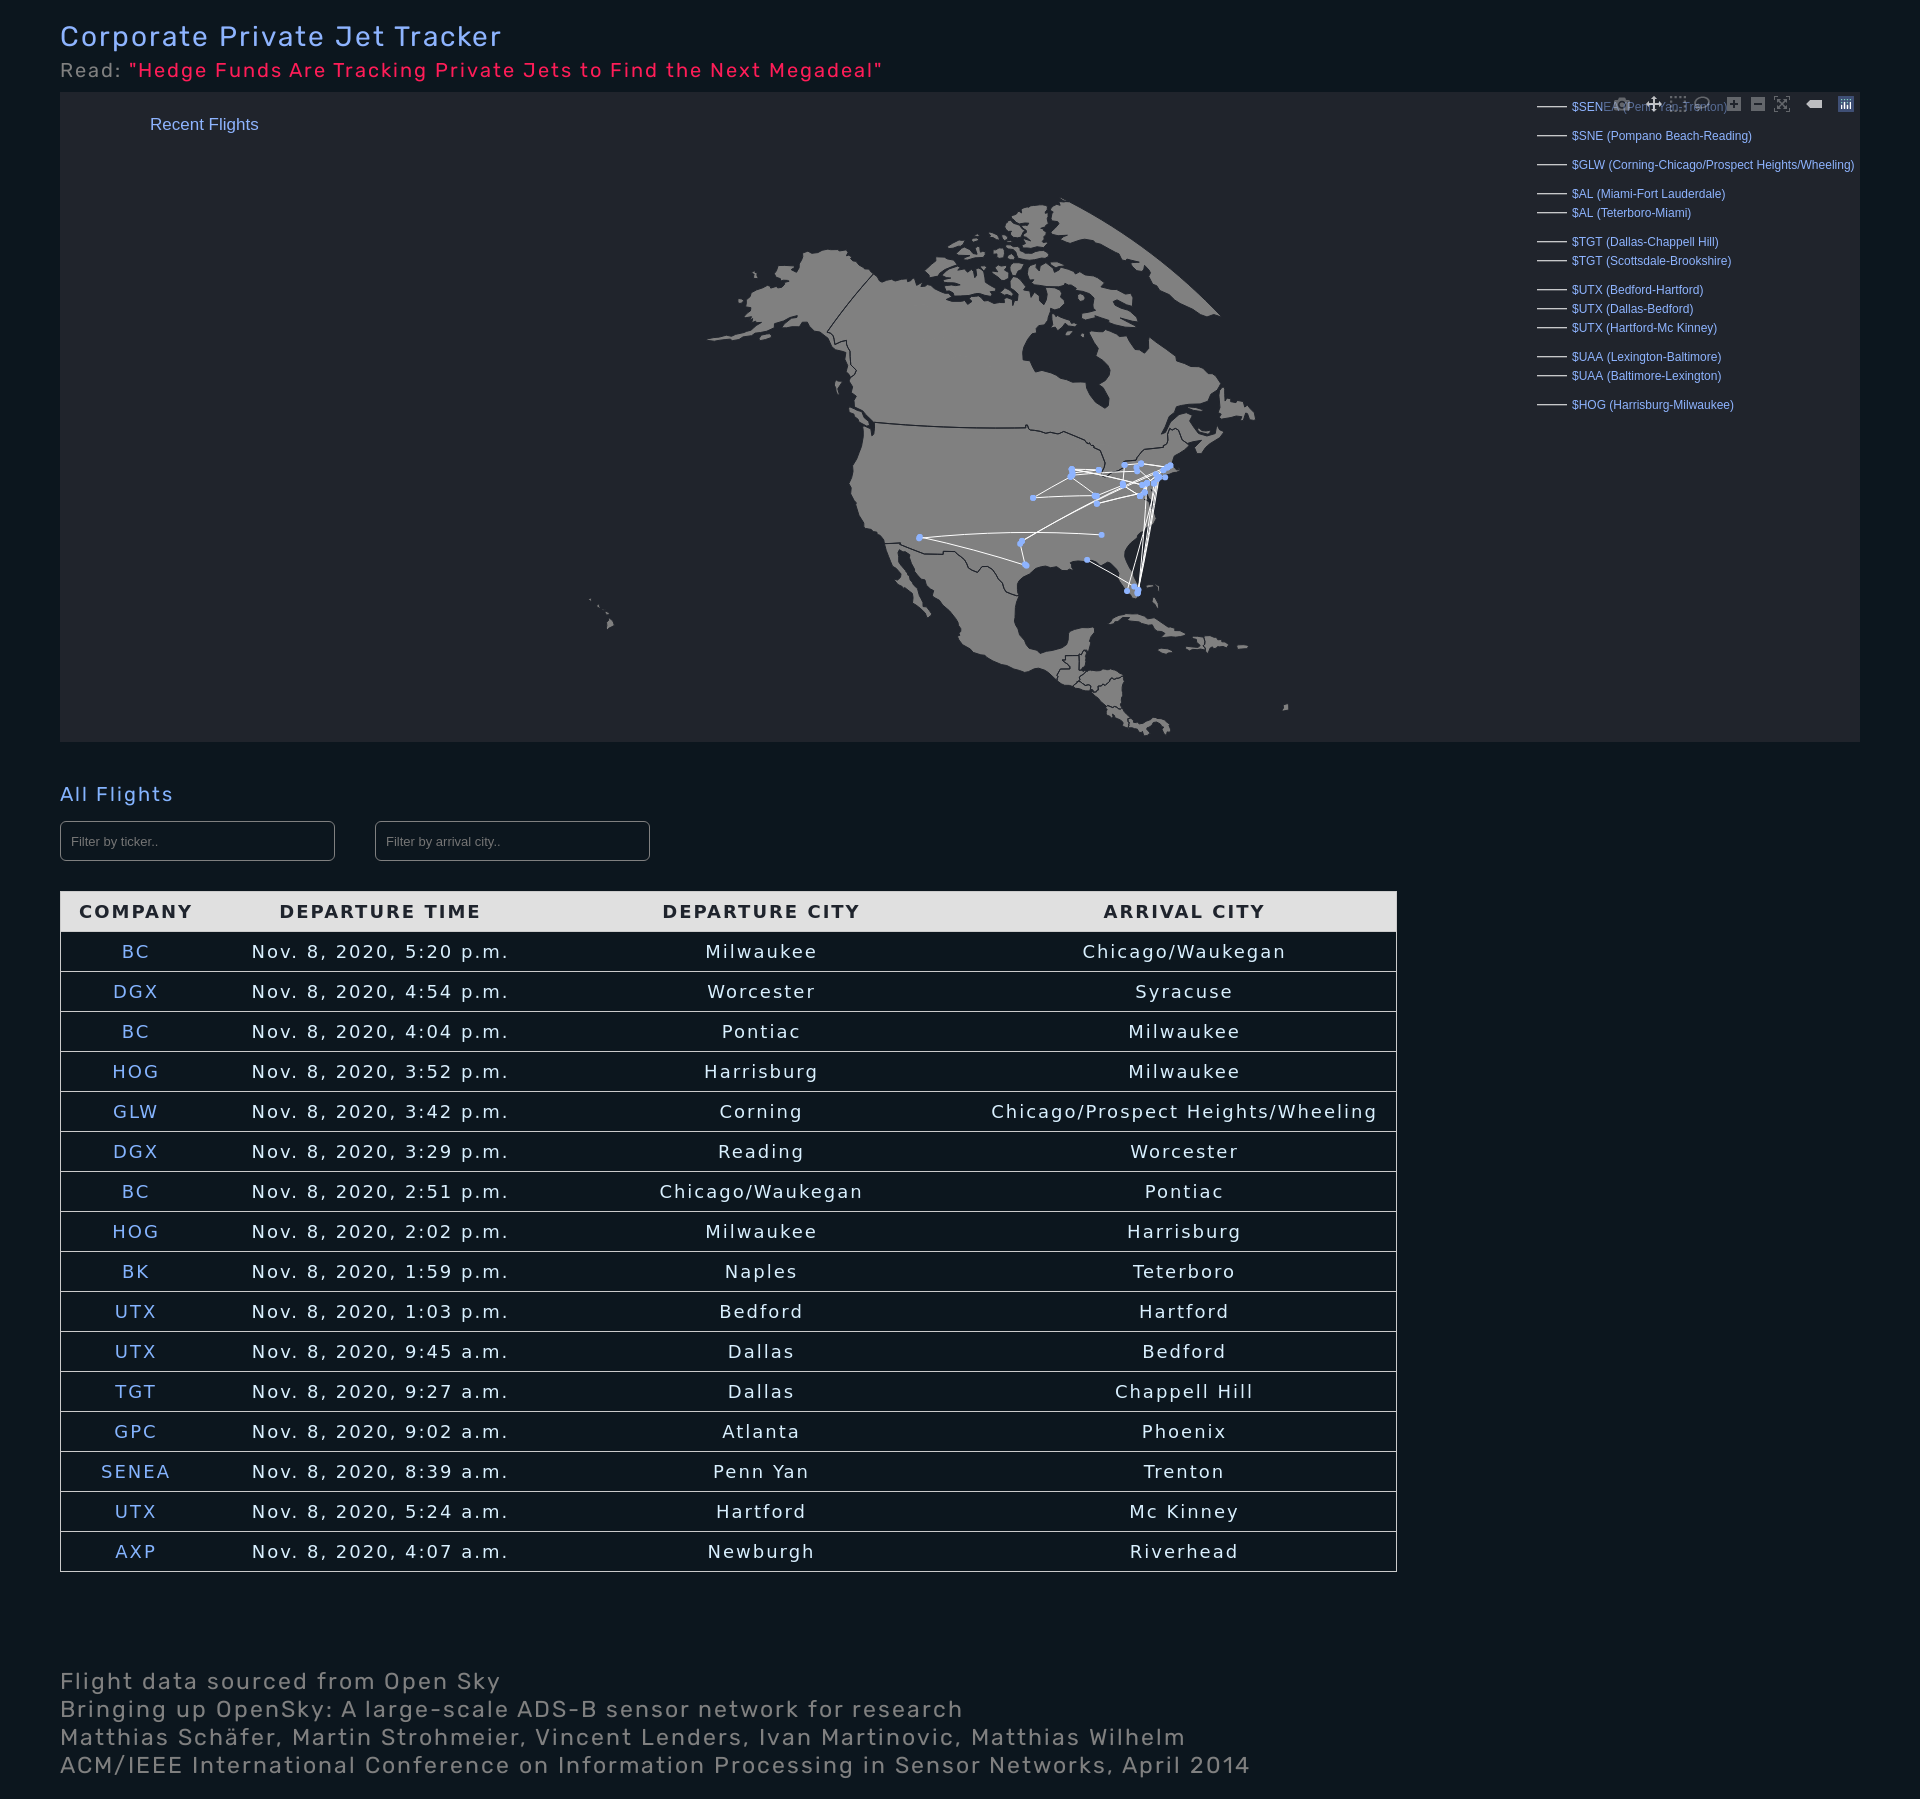 Corporate Private Jet Tracker
Read: "Hedge Funds Are Tracking Private Jets to Find the Next Megadeal"
Recent Flights
$SENEA (Penn Yan-Trenton)
$SNE (Pompano Beach-Reading)
$GLW (Corning-Chicago/Prospect Heights/Wheeling)
$AL (Miami-Fort Lauderdale)
$AL (Teterboro-Miami)
$TGT (Dallas-Chappell Hill)
$TGT (Scottsdale-Brookshire)
$UTX (Bedford-Hartford)
$UTX (Dallas-Bedford)
$UTX (Hartford-Mc Kinney)
$UAA (Lexington-Baltimore)
$UAA (Baltimore-Lexington)
$HOG (Harrisburg-Milwaukee)
All Flights
Filter by ticker.. Filter by arrival city..
COMPANY DEPARTURE TIME DEPARTURE CITY ARRIVAL CITY
BC Nov. 8, 2020, 5:20 p.m. Milwaukee Chicago/Waukegan
DGX Nov. 8, 2020, 4:54 p.m. Worcester Syracuse
BC Nov. 8, 2020, 4:04 p.m. Pontiac Milwaukee
HOG Nov. 8, 2020, 3:52 p.m. Harrisburg Milwaukee
GLW Nov. 8, 2020, 3:42 p.m. Corning Chicago/Prospect Heights/Wheeling
DGX Nov. 8, 2020, 3:29 p.m. Reading Worcester
BC Nov. 8, 2020, 2:51 p.m. Chicago/Waukegan Pontiac
HOG Nov. 8, 2020, 2:02 p.m. Milwaukee Harrisburg
BK Nov. 8, 2020, 1:59 p.m. Naples Teterboro
UTX Nov. 8, 2020, 1:03 p.m. Bedford Hartford
UTX Nov. 8, 2020, 9:45 a.m. Dallas Bedford
TGT Nov. 8, 2020, 9:27 a.m. Dallas Chappell Hill
GPC Nov. 8, 2020, 9:02 a.m. Atlanta Phoenix
SENEA Nov. 8, 2020, 8:39 a.m. Penn Yan Trenton
UTX Nov. 8, 2020, 5:24 a.m. Hartford Mc Kinney
AXP Nov. 8, 2020, 4:07 a.m. Newburgh Riverhead
Flight data sourced from Open Sky
Bringing up OpenSky: A large-scale ADS-B sensor network for research
Matthias Schäfer, Martin Strohmeier, Vincent Lenders, Ivan Martinovic, Matthias Wilhelm
ACM/IEEE International Conference on Information Processing in Sensor Networks, April 2014